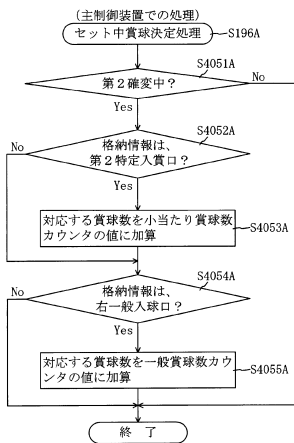 (主制御装置での処理)
セット中賞球決定処理
S196A
S4051A
第2確変中?
No
Yes
S4052A
No
格納情報は、
第2特定入賞口?
Yes
対応する賞球数を小当たり賞球数
カウンタの値に加算
S4053A
S4054A
No
格納情報は、
右一般入球口?
Yes
対応する賞球数を一般賞球数カウ
ンタの値に加算
S4055A
終 了